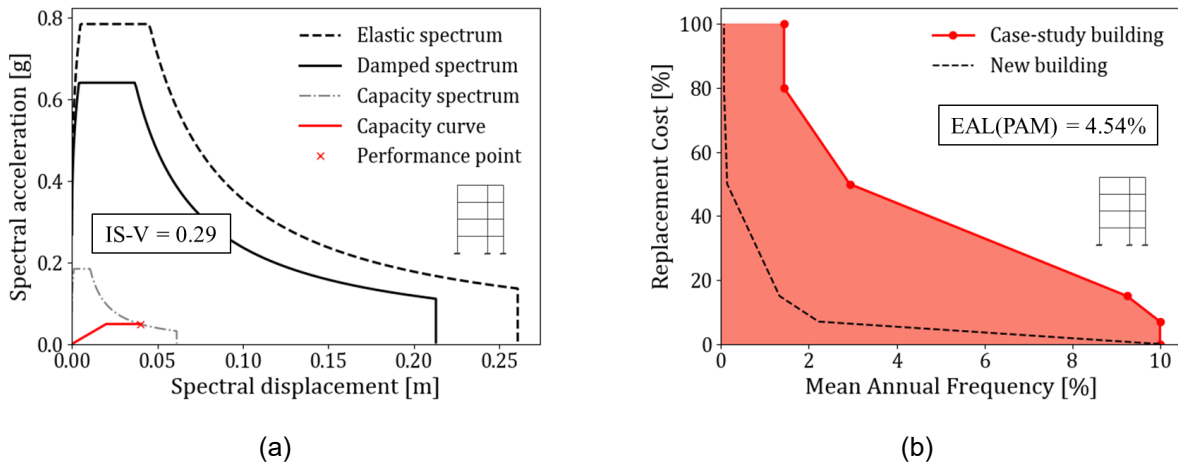 0.8
0.6
0.4
0.2
0.0
Spectral acceleration [g]
Elastic spectrum
Damped spectrum
Capacity spectrum
Capacity curve
Performance point
IS-V = 0.29
0.00
0.05
0.10
0.15
0.20
0.25
Spectral displacement [m]
(a)
100
80
60
40
20
0
Replacement Cost [%]
Case-study building
New building
EAL(PAM) = 4.54%
0
2
4
6
8
10
Mean Annual Frequency [%]
(b)